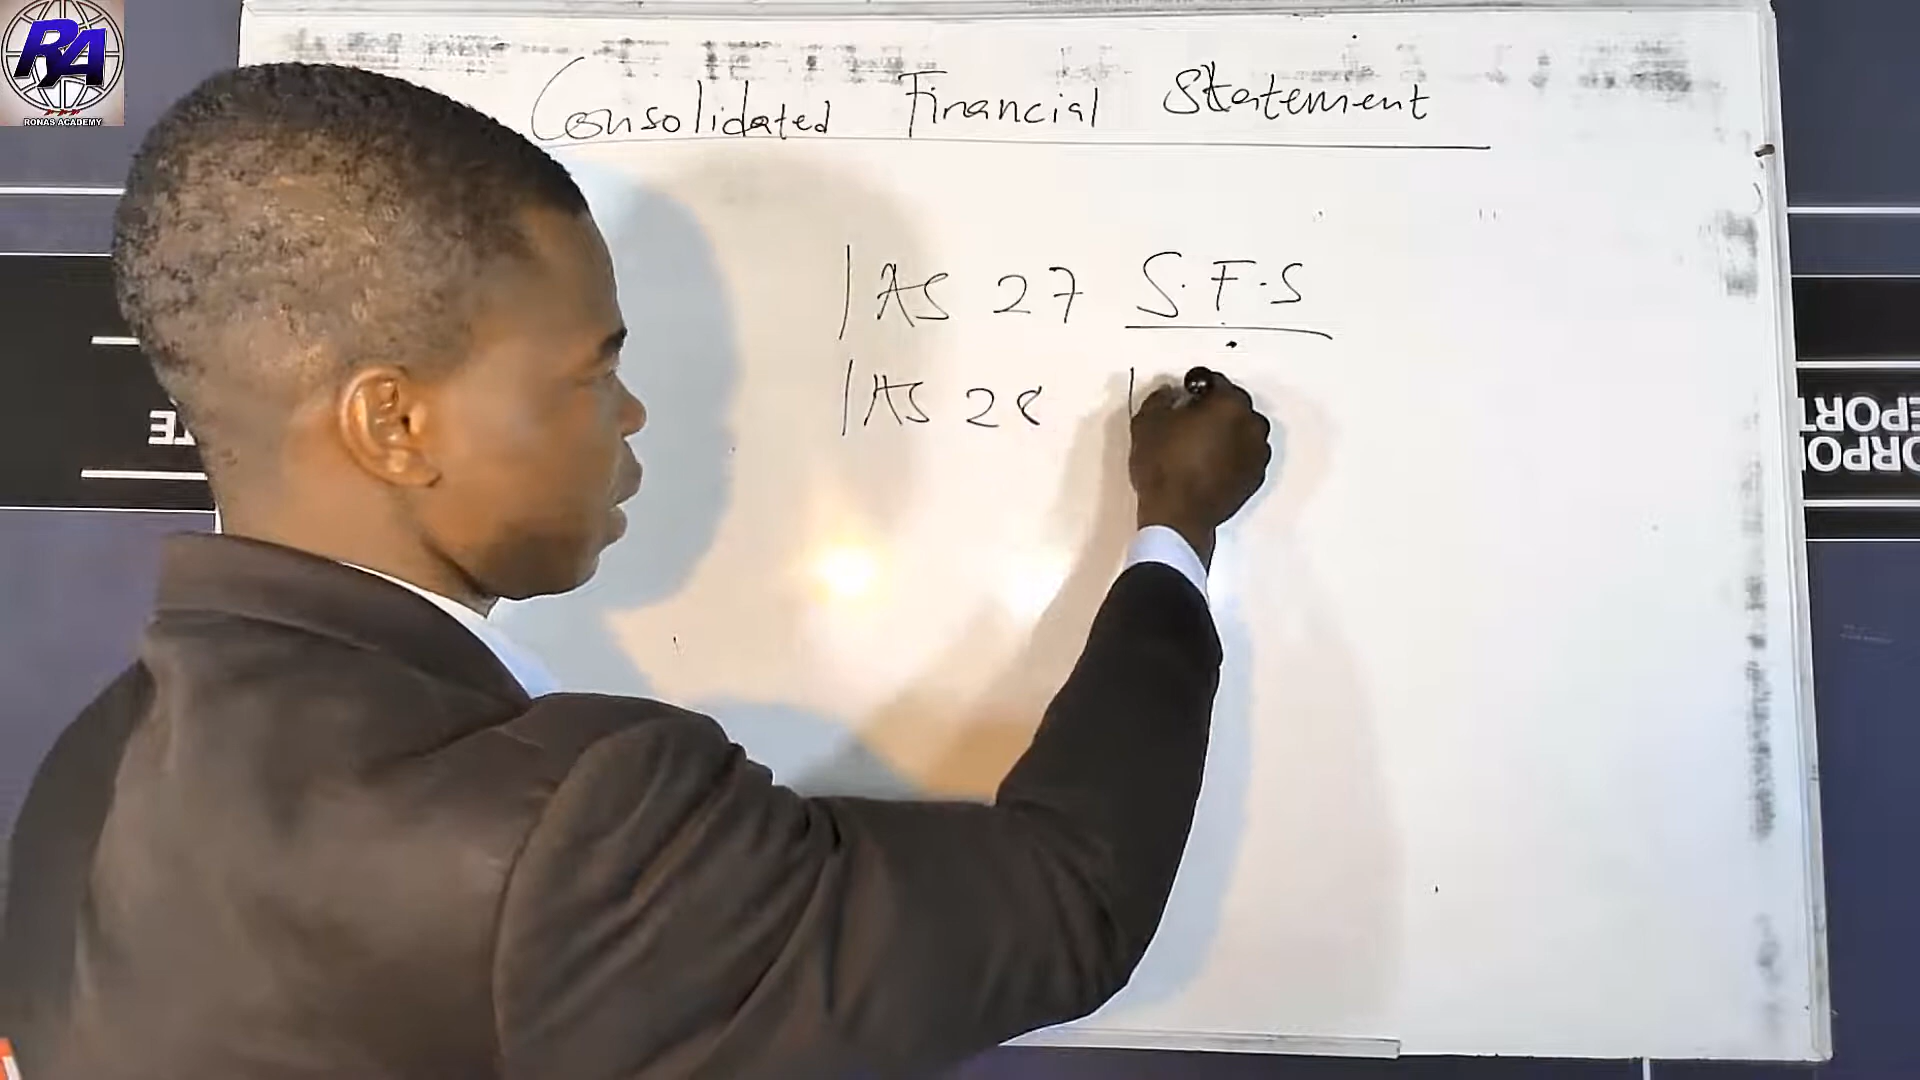 RA
RONAS ACADEMY
Consolidated Financial Statement
IAS 27 S.F.S
IAS 28 I